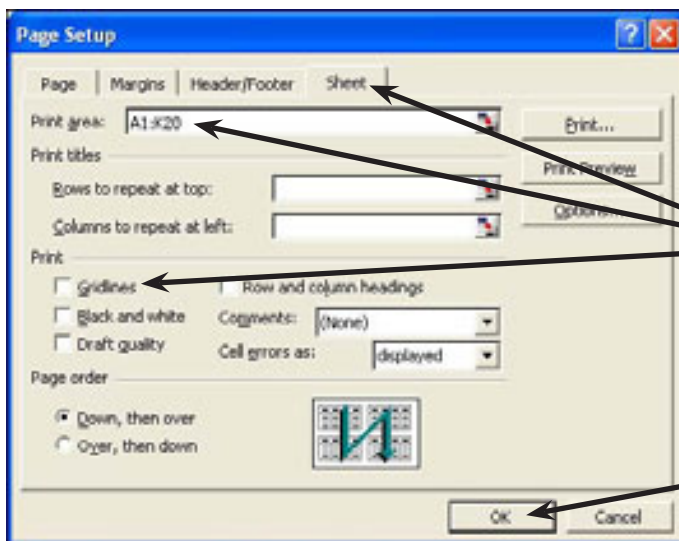 Page Setup
Page Margins Header/Footer Sheet
Print area: A1:K20
Print...
Print titles
Print Preview
Rows to repeat at top:
Options...
Columns to repeat at left:
Print
Gridlines Row and column headings
Black and white Comments: (None)
Draft quality Cell errors as: displayed
Page order
Down, then over
Over, then down
OK Cancel